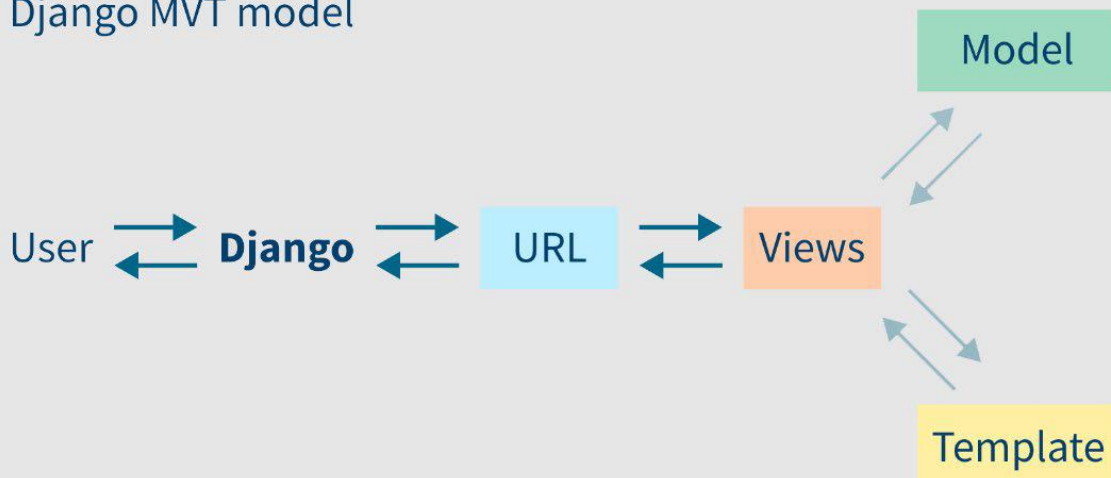 Django MVT model
Model
User
Django
URL
Views
Template